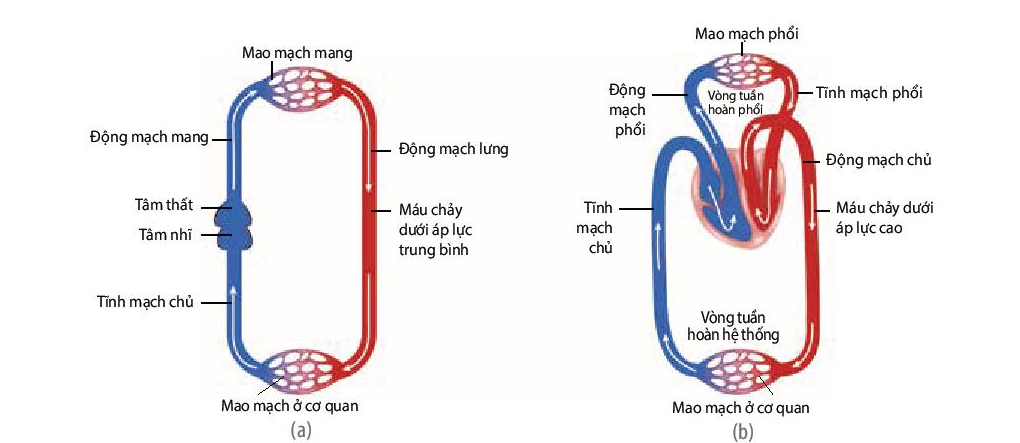 Mao mạch mang
Động mạch mang
Động mạch lưng
Tâm thất
Tâm nhĩ
Máu chảy
dưới áp lực
trung bình
Tĩnh mạch chủ
Mao mạch ở cơ quan
(a)
Mao mạch phổi
Động
mạch
phổi
Vòng tuần
hoàn phổi
Tĩnh mạch phổi
Động mạch chủ
Tĩnh
mạch
chủ
Máu chảy dưới
áp lực cao
Vòng tuần
hoàn hệ thống
Mao mạch ở cơ quan
(b)